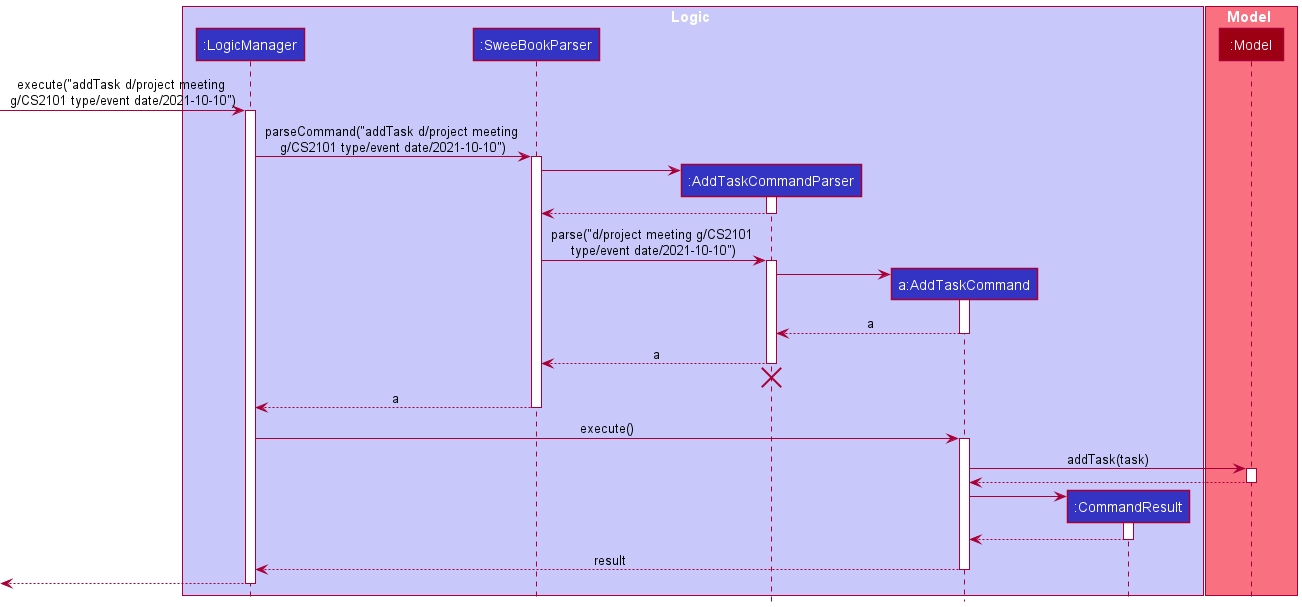 Logic
Model
:LogicManager
:SweeBookParser
:Model
execute("addTask d/project meeting
g/CS2101 type/event date/2021-10-10")
parseCommand("addTask d/project meeting
g/CS2101 type/event date/2021-10-10")
:AddTaskCommandParser
parse("d/project meeting g/CS2101
type/event date/2021-10-10")
a:AddTaskCommand
a
a
a
execute()
addTask(task)
:CommandResult
result